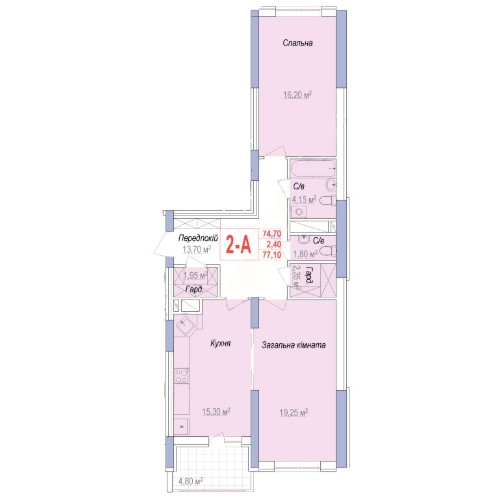 Спальна
16,20 м²
С/в
4,15 м²
Передпокій
13,70 м²
2-А
74,70
2,40
77,10
С/в
1,80 м²
1,95 м²
Гард.
2,35 м²
Гард.
Кухня
Загальна кімната
15,30 м²
19,25 м²
4,80 м²